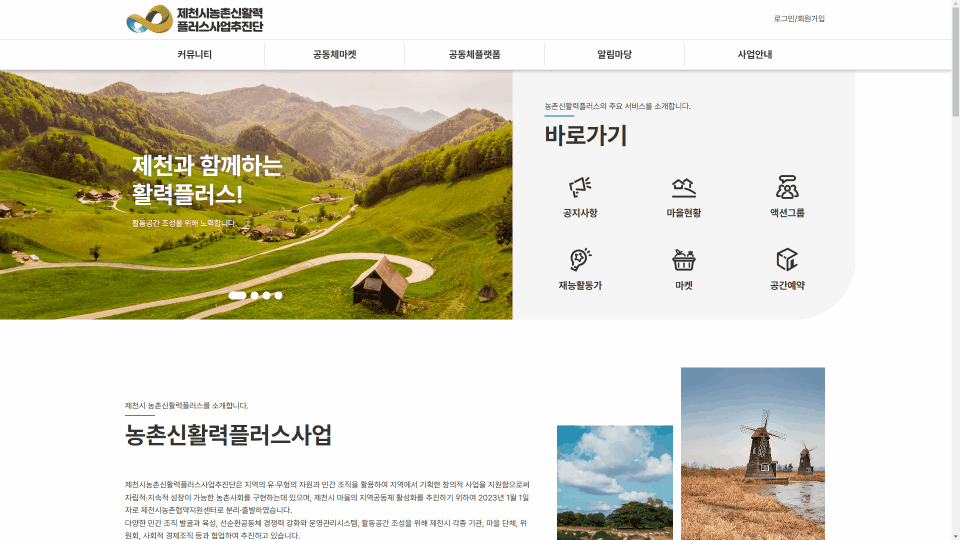 제천시농촌신활력
플러스사업추진단
로그인/회원가입
커뮤니티
공동체마켓
공동체플랫폼
알림마당
사업안내
제천과 함께하는
활력플러스!
활동공간 조성을 위해 노력합니다.
농촌신활력플러스의 주요 서비스를 소개합니다.
바로가기
공지사항
마을현황
액션그룹
재능활동가
마켓
공간예약
제천시 농촌신활력플러스를 소개합니다.
농촌신활력플러스사업
제천시농촌신활력플러스사업추진단은 지역의 유·무형의 자원과 민간 조직을 활용하여 지역에서 기획한 창의적 사업을 지원함으로써
자립적·지속적 성장이 가능한 농촌사회를 구현하는데 있으며, 제천시 마을의 지역공동체 활성화를 추진하기 위하여 2023년 1월 1일
자로 제천시농촌협약지원센터로 분리·출발하였습니다.
다양한 민간 조직 발굴과 육성, 선순환공동체 경쟁력 강화와 운영관리시스템, 활동공간 조성을 위해 제천시 각종 기관, 마을 단체, 위
원회, 사회적 경제조직 등과 협업하여 추진하고 있습니다.